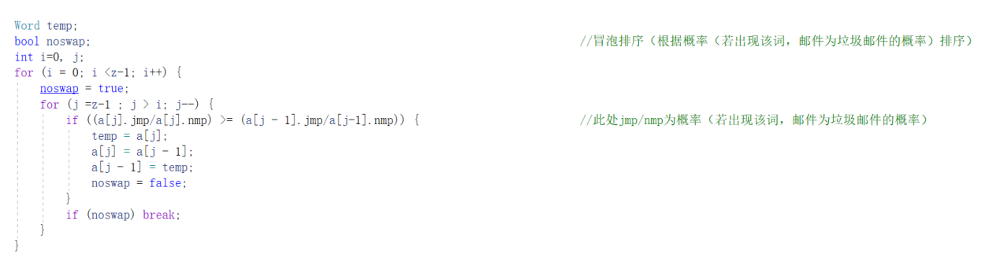 Word temp;
bool noswap; //冒泡排序（根据概率（若出现该词，邮件为垃圾邮件的概率）排序）
int i=0, j;
for (i = 0; i <z-1; i++) {
noswap = true;
for (j =z-1 ; j > i; j--) {
if ((a[j].jmp/a[j].nmp) >= (a[j - 1].jmp/a[j-1].nmp)) { //此处jmp/nmp为概率（若出现该词，邮件为垃圾邮件的概率）
temp = a[j];
a[j] = a[j - 1];
a[j - 1] = temp;
noswap = false;
}
if (noswap) break;
}
}